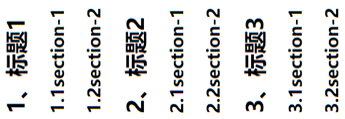 1、标题1
1.1section-1
1.2section-2
2、标题2
2.1section-1
2.2section-2
3、标题3
3.1section-1
3.2section-2